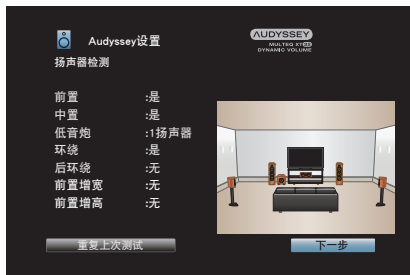 Audyssey设置
AUDYSSEY
MULTEQ XT32
DYNAMIC VOLUME
扬声器检测
前置 :是
中置 :是
低音炮 :1扬声器
环绕 :是
后环绕 :无
前置增宽 :无
前置增高 :无
重复上次测试
下一步